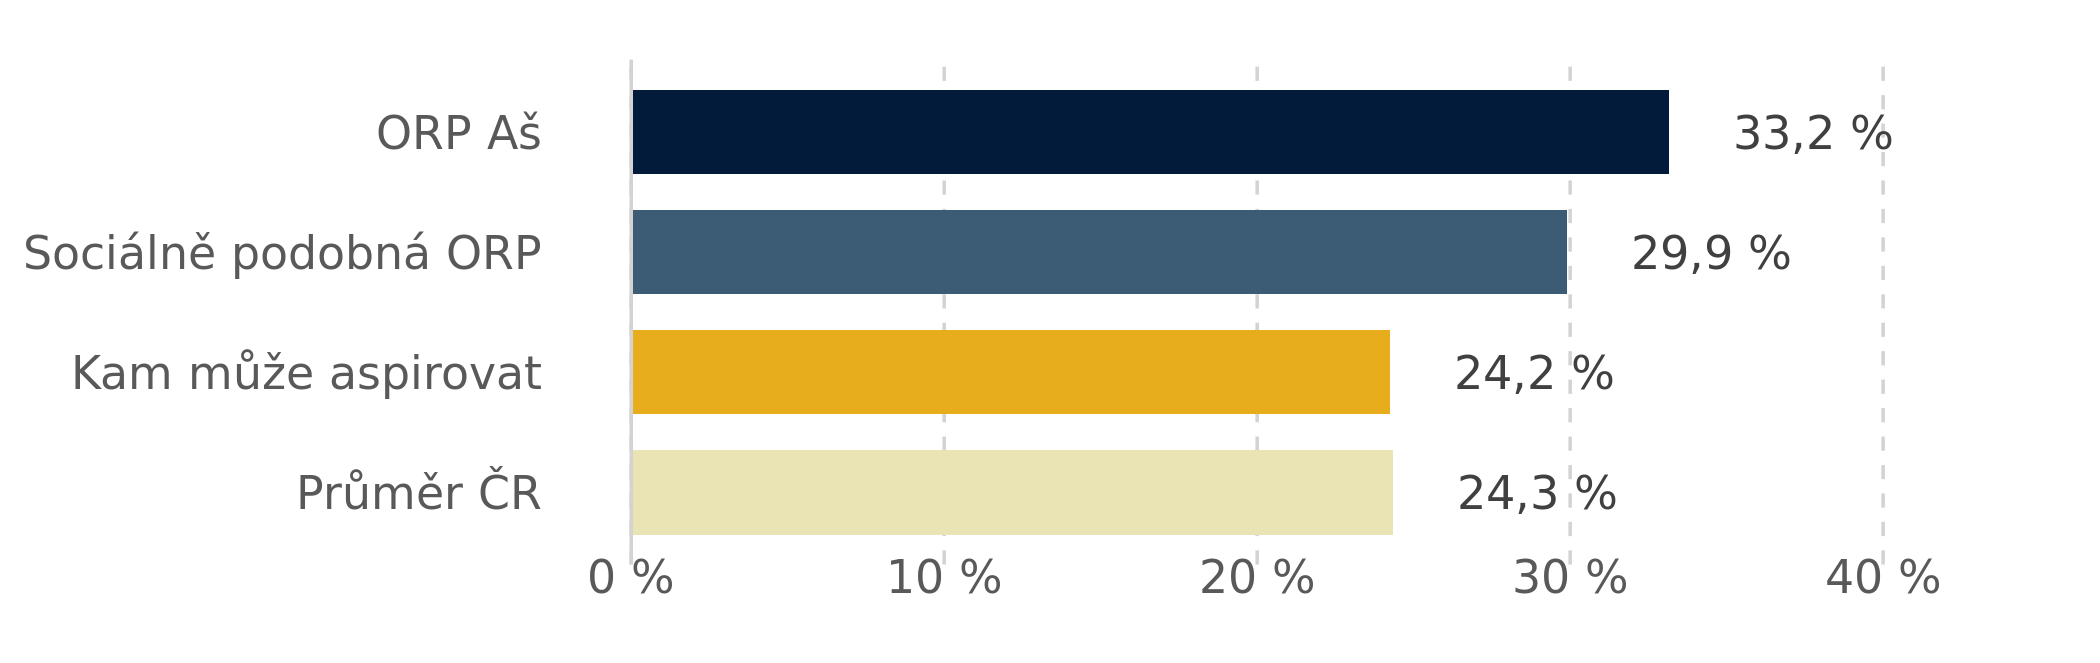 ORP Aš 33,2 %
Sociálně podobná ORP 29,9 %
Kam může aspirovat 24,2 %
Průměr ČR 24,3 %
0 % 10 % 20 % 30 % 40 %